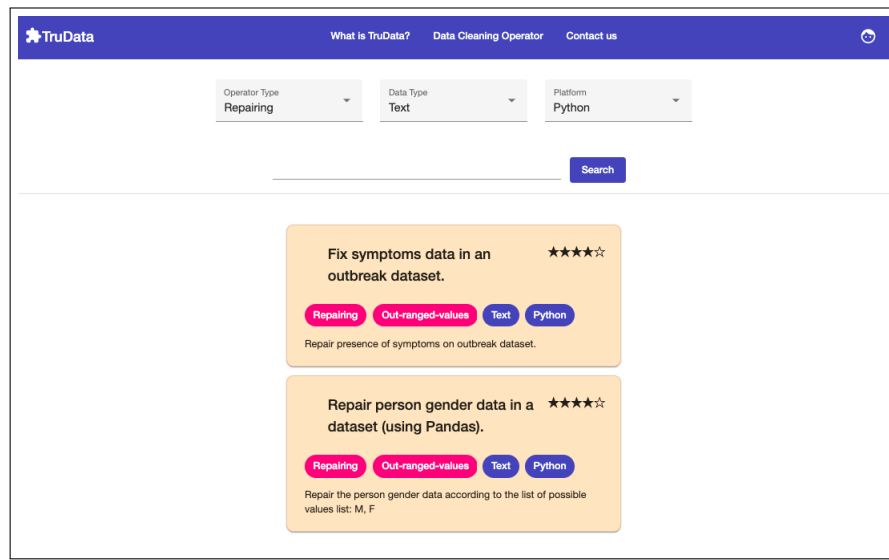 TruData
What is TruData? Data Cleaning Operator Contact us
Operator Type
Repairing
Data Type
Text
Platform
Python
Search
Fix symptoms data in an
outbreak dataset.
★★★★☆
Repairing Out-ranged-values Text Python
Repair presence of symptoms on outbreak dataset.
Repair person gender data in a
dataset (using Pandas).
★★★★☆
Repairing Out-ranged-values Text Python
Repair the person gender data according to the list of possible
values list: M, F